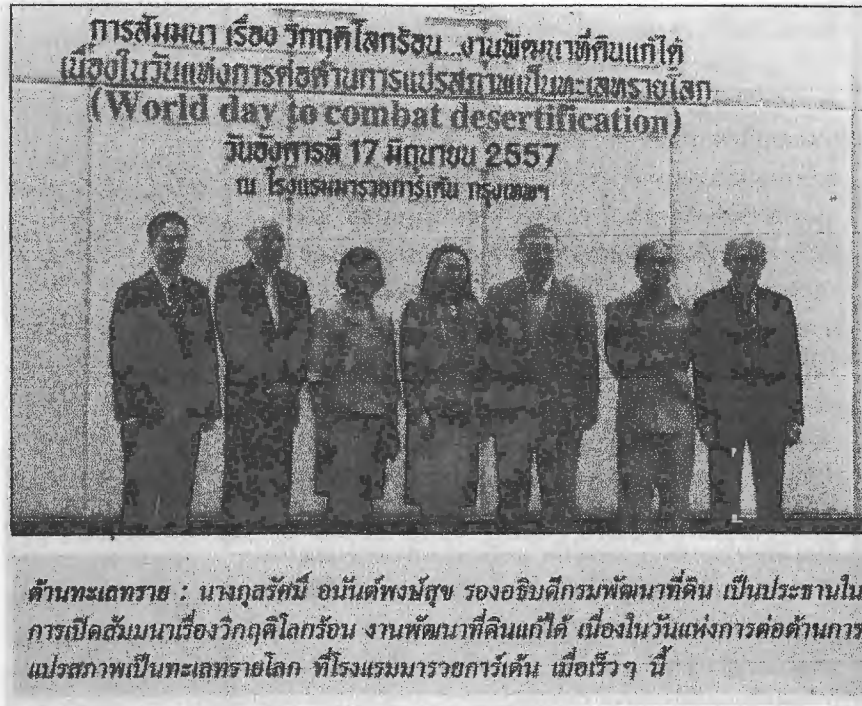 การสัมมนา เรื่อง วิกฤติโลกร้อน...งานพัฒนาที่ดินแก้ได้
เนื่องในวันแห่งการต่อต้านการแปรสภาพเป็นทะเลทรายโลก
(World day to combat desertification)
วันอังคารที่ 17 มิถุนายน 2557
ณ โรงแรมมารวยการ์เด้น กรุงเทพฯ
ต้านทะเลทราย : นางกุลรัศมิ์ อนันต์พงษ์สุข รองอธิบดีกรมพัฒนาที่ดิน เป็นประธานใน
การเปิดสัมมนาเรื่องวิกฤติโลกร้อน งานพัฒนาที่ดินแก้ได้ เนื่องในวันแห่งการต่อต้านการ
แปรสภาพเป็นทะเลทรายโลก ที่โรงแรมมารวยการ์เด้น เมื่อเร็วๆ นี้